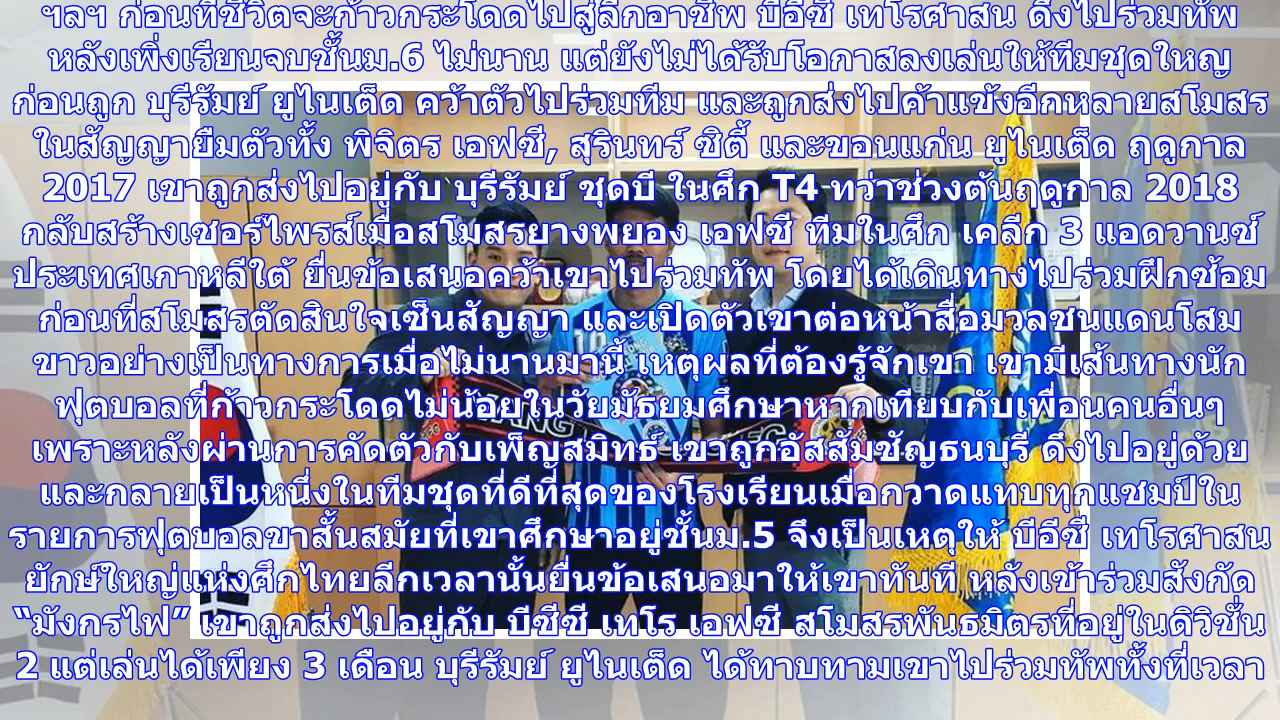 ฯลฯ ก่อนที่ชีวิตจะก้าวกระโดดไปสู่ลีกอาชีพ บีอีซี เทโรศาสน ดึงไปร่วมทัพ
หลังเพิ่งเรียนจบชั้นม.6 ไม่นาน แต่ยังไม่ได้รับโอกาสลงเล่นให้ทีมชุดใหญ่
ก่อนถูก บุรีรัมย์ ยูไนเต็ด คว้าตัวไปร่วมทีม และถูกส่งไปค้าแข้งอีกหลายสโมสร
ในสัญญายืมตัวทั้ง พิจิตร เอฟซี, สุรินทร์ ซิตี้ และขอนแก่น ยูไนเต็ด ฤดูกาล
2017 เขาถูกส่งไปอยู่กับ บุรีรัมย์ ชุดบี ในศึก T4 ทว่าช่วงต้นฤดูกาล 2018
กลับสร้างเซอร์ไพรส์เมื่อสโมสรยางพยอง เอฟซี ทีมในศึก เคลีก 3 แอดวานซ์
ประเทศเกาหลีใต้ ยื่นข้อเสนอคว้าเขาไปร่วมทัพ โดยได้เดินทางไปร่วมฝึกซ้อม
ก่อนที่สโมสรตัดสินใจเซ็นสัญญา และเปิดตัวเขาต่อหน้าสื่อมวลชนแดนโสม
ขาวอย่างเป็นทางการเมื่อไม่นานมานี้ เหตุผลที่ต้องรู้จักเขา เขามีเส้นทางนัก
ฟุตบอลที่ก้าวกระโดดไม่น้อยในวัยมัธยมศึกษาหากเทียบกับเพื่อนคนอื่นๆ
เพราะหลังผ่านการคัดตัวกับเพ็ญสมิทธ์ เขาถูกอัสสัมชัญธนบุรี ดึงไปอยู่ด้วย
และกลายเป็นหนึ่งในทีมชุดที่ดีที่สุดของโรงเรียนเมื่อกวาดแทบทุกแชมป์ใน
รายการฟุตบอลขาสั้นสมัยที่เขาศึกษาอยู่ชั้นม.5 จึงเป็นเหตุให้ บีอีซี เทโรศาสน
ยักษ์ใหญ่แห่งศึกไทยลีกเวลานั้นยื่นข้อเสนอมาให้เขาทันที หลังเข้าร่วมสังกัด
“มังกรไฟ” เขาถูกส่งไปอยู่กับ บีซีซี เทโร เอฟซี สโมสรพันธมิตรที่อยู่ในดิวิชั่น
2 แต่เล่นได้เพียง 3 เดือน บุรีรัมย์ ยูไนเต็ด ได้ทาบทามเขาไปร่วมทัพทั้งที่เวลา